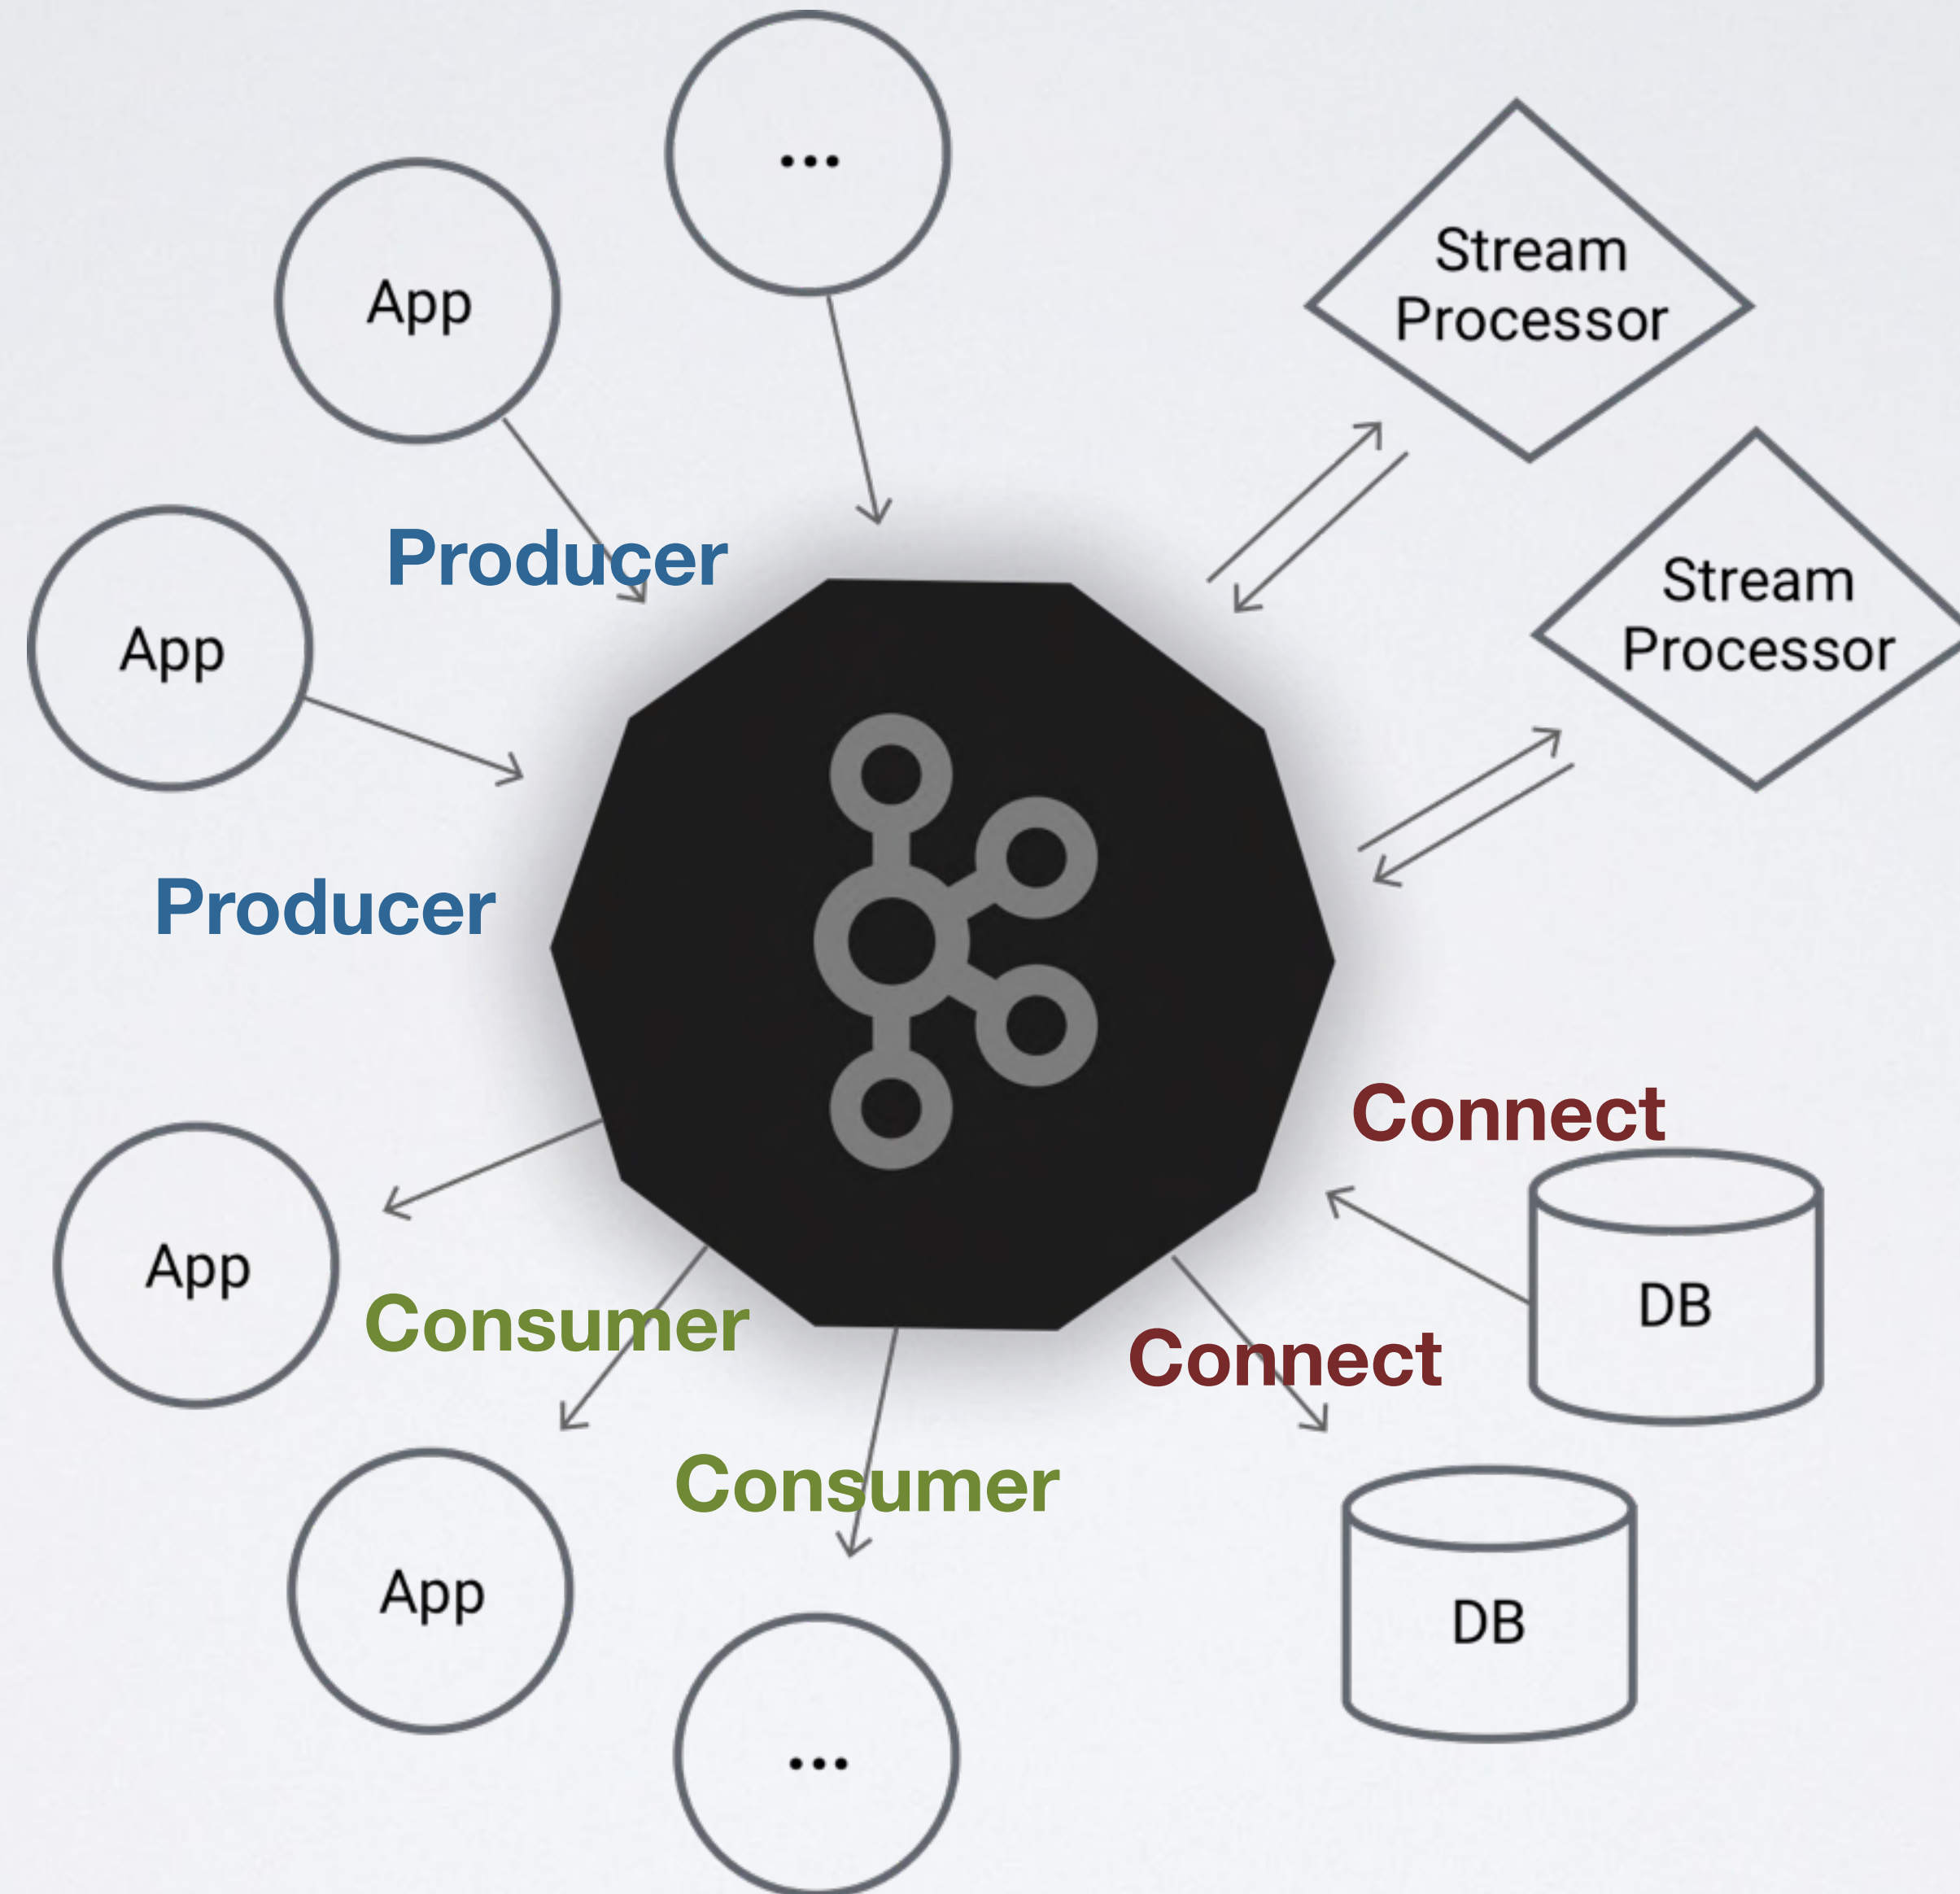 ...
App
Stream
Processor
Producer
App
Stream
Processor
Producer
Connect
App
DB
Consumer
Connect
Consumer
App
DB
...